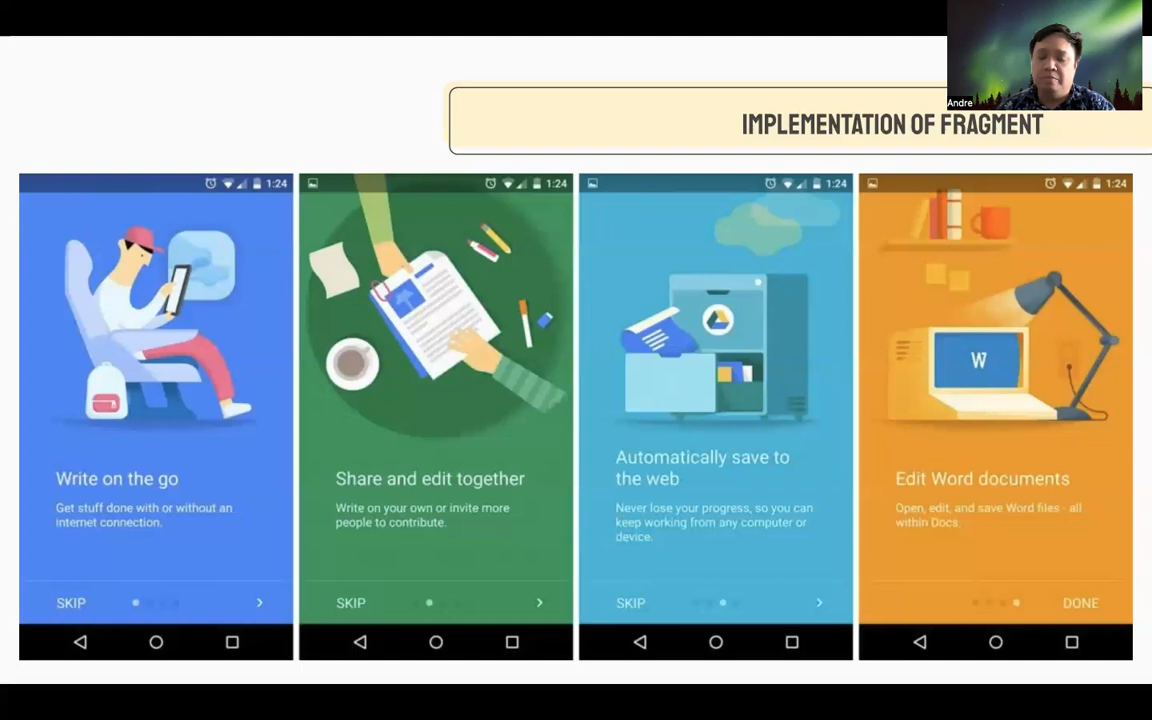 Andre
IMPLEMENTATION OF FRAGMENT
1:24
Write on the go
Get stuff done with or without an
internet connection.
SKIP
1:24
Share and edit together
Write on your own or invite more
people to contribute.
SKIP
1:24
Automatically save to
the web
Never lose your progress, so you can
keep working from any computer or
device.
SKIP
1:24
W
Edit Word documents
Open, edit, and save Word files - all
within Docs.
DONE